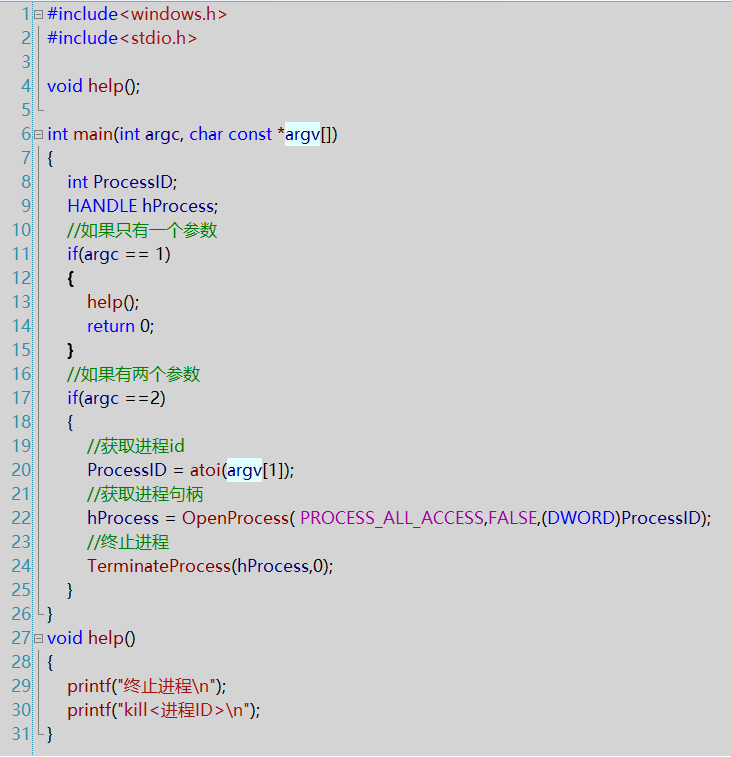 1 #include<windows.h>
2 #include<stdio.h>
3
4 void help();
5
6 int main(int argc, char const *argv[])
7 {
8     int ProcessID;
9     HANDLE hProcess;
10     //如果只有一个参数
11     if(argc == 1)
12     {
13         help();
14         return 0;
15     }
16     //如果有两个参数
17     if(argc ==2)
18     {
19         //获取进程id
20         ProcessID = atoi(argv[1]);
21         //获取进程句柄
22         hProcess = OpenProcess( PROCESS_ALL_ACCESS,FALSE,(DWORD)ProcessID);
23         //终止进程
24         TerminateProcess(hProcess,0);
25     }
26 }
27 void help()
28 {
29     printf("终止进程\n");
30     printf("kill<进程ID>\n");
31 }